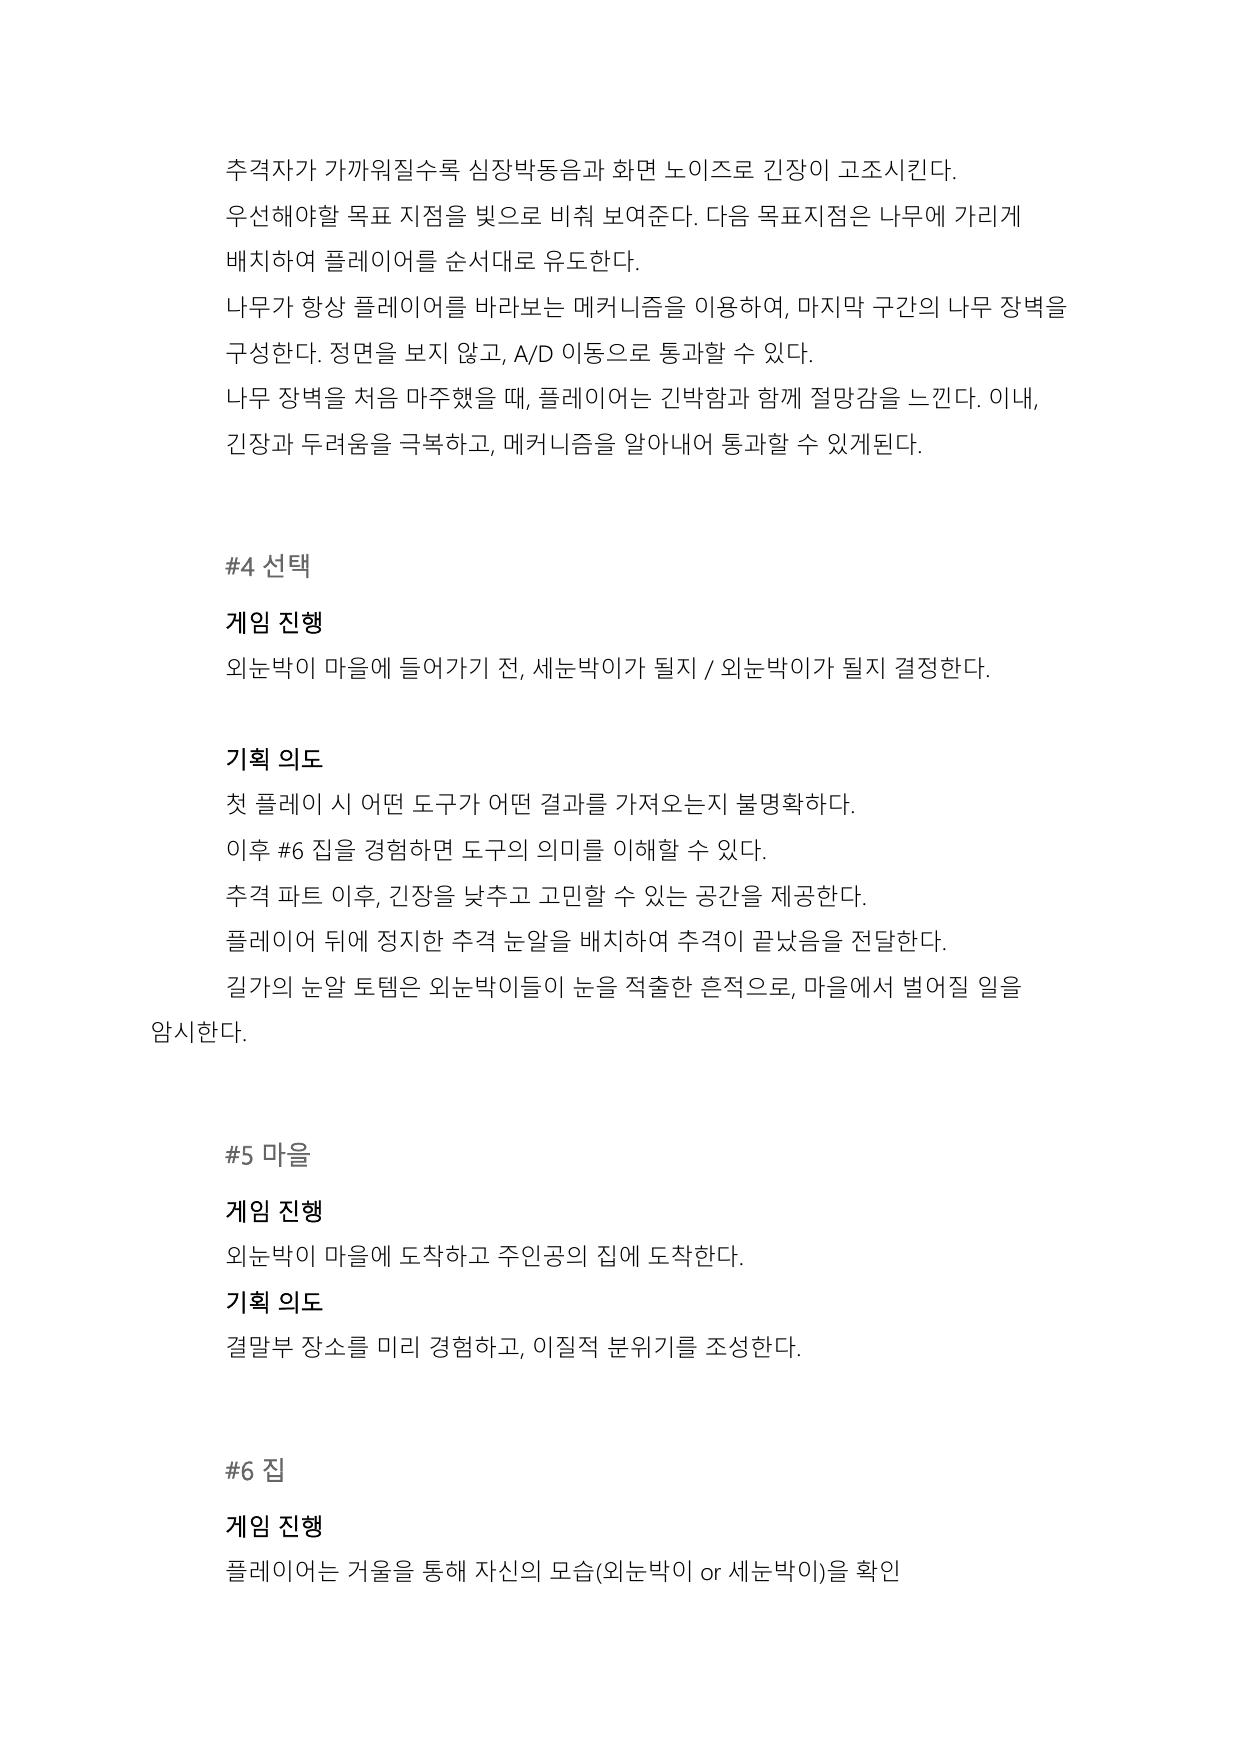 추격자가 가까워질수록 심장박동음과 화면 노이즈로 긴장이 고조시킨다.
우선해야할 목표 지점을 빛으로 비춰 보여준다. 다음 목표지점은 나무에 가리게
배치하여 플레이어를 순서대로 유도한다.
나무가 항상 플레이어를 바라보는 메커니즘을 이용하여, 마지막 구간의 나무 장벽을
구성한다. 정면을 보지 않고, A/D 이동으로 통과할 수 있다.
나무 장벽을 처음 마주했을 때, 플레이어는 긴박함과 함께 절망감을 느낀다. 이내,
긴장과 두려움을 극복하고, 메커니즘을 알아내어 통과할 수 있게된다.
#4 선택
게임 진행
외눈박이 마을에 들어가기 전, 세눈박이가 될지 / 외눈박이가 될지 결정한다.
기획 의도
첫 플레이 시 어떤 도구가 어떤 결과를 가져오는지 불명확하다.
이후 #6 집을 경험하면 도구의 의미를 이해할 수 있다.
추격 파트 이후, 긴장을 낮추고 고민할 수 있는 공간을 제공한다.
플레이어 뒤에 정지한 추격 눈알을 배치하여 추격이 끝났음을 전달한다.
길가의 눈알 토템은 외눈박이들이 눈을 적출한 흔적으로, 마을에서 벌어질 일을
암시한다.
#5 마을
게임 진행
외눈박이 마을에 도착하고 주인공의 집에 도착한다.
기획 의도
결말부 장소를 미리 경험하고, 이질적 분위기를 조성한다.
#6 집
게임 진행
플레이어는 거울을 통해 자신의 모습(외눈박이 or 세눈박이)을 확인